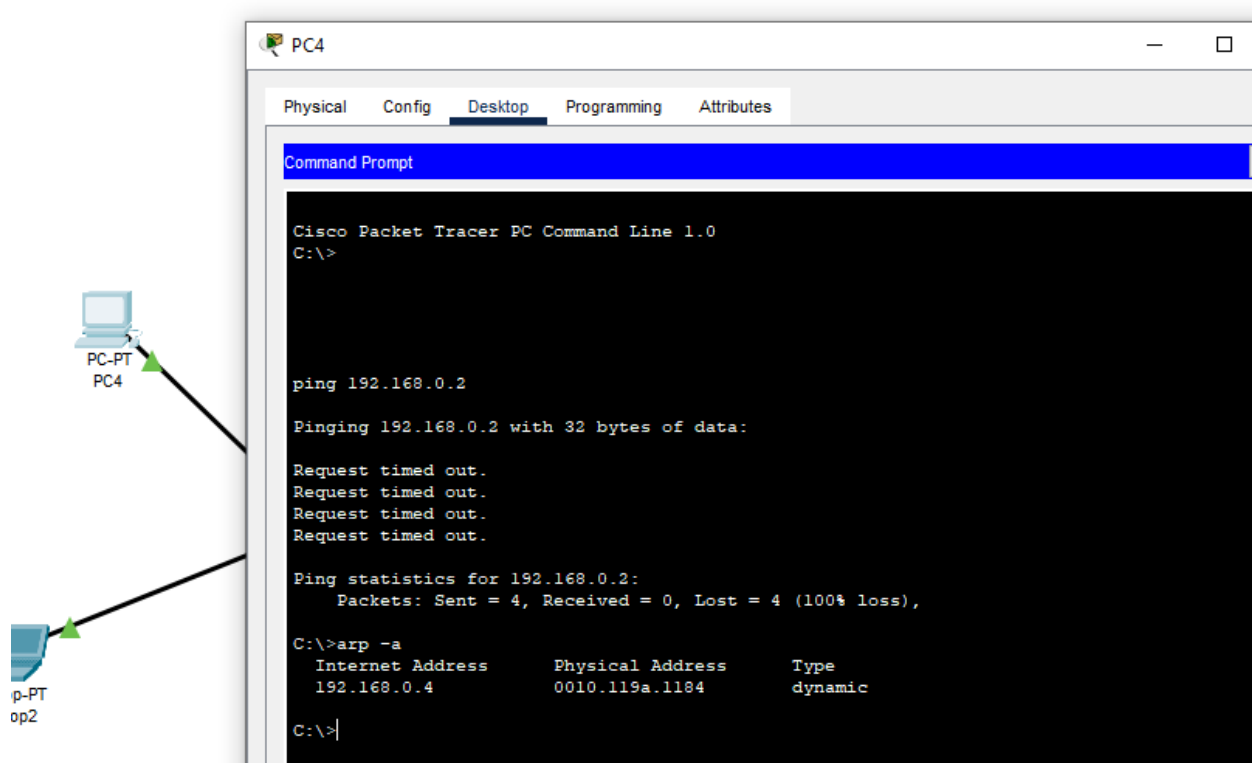 PC4
Physical Config Desktop Programming Attributes
Command Prompt
Cisco Packet Tracer PC Command Line 1.0
C:\>
ping 192.168.0.2
Pinging 192.168.0.2 with 32 bytes of data:
Request timed out.
Request timed out.
Request timed out.
Request timed out.
Ping statistics for 192.168.0.2:
Packets: Sent = 4, Received = 0, Lost = 4 (100% loss),
C:\>arp -a
Internet Address Physical Address Type
192.168.0.4 0010.119a.1184 dynamic
C:\>
PC-PT
PC4
p-PT
op2